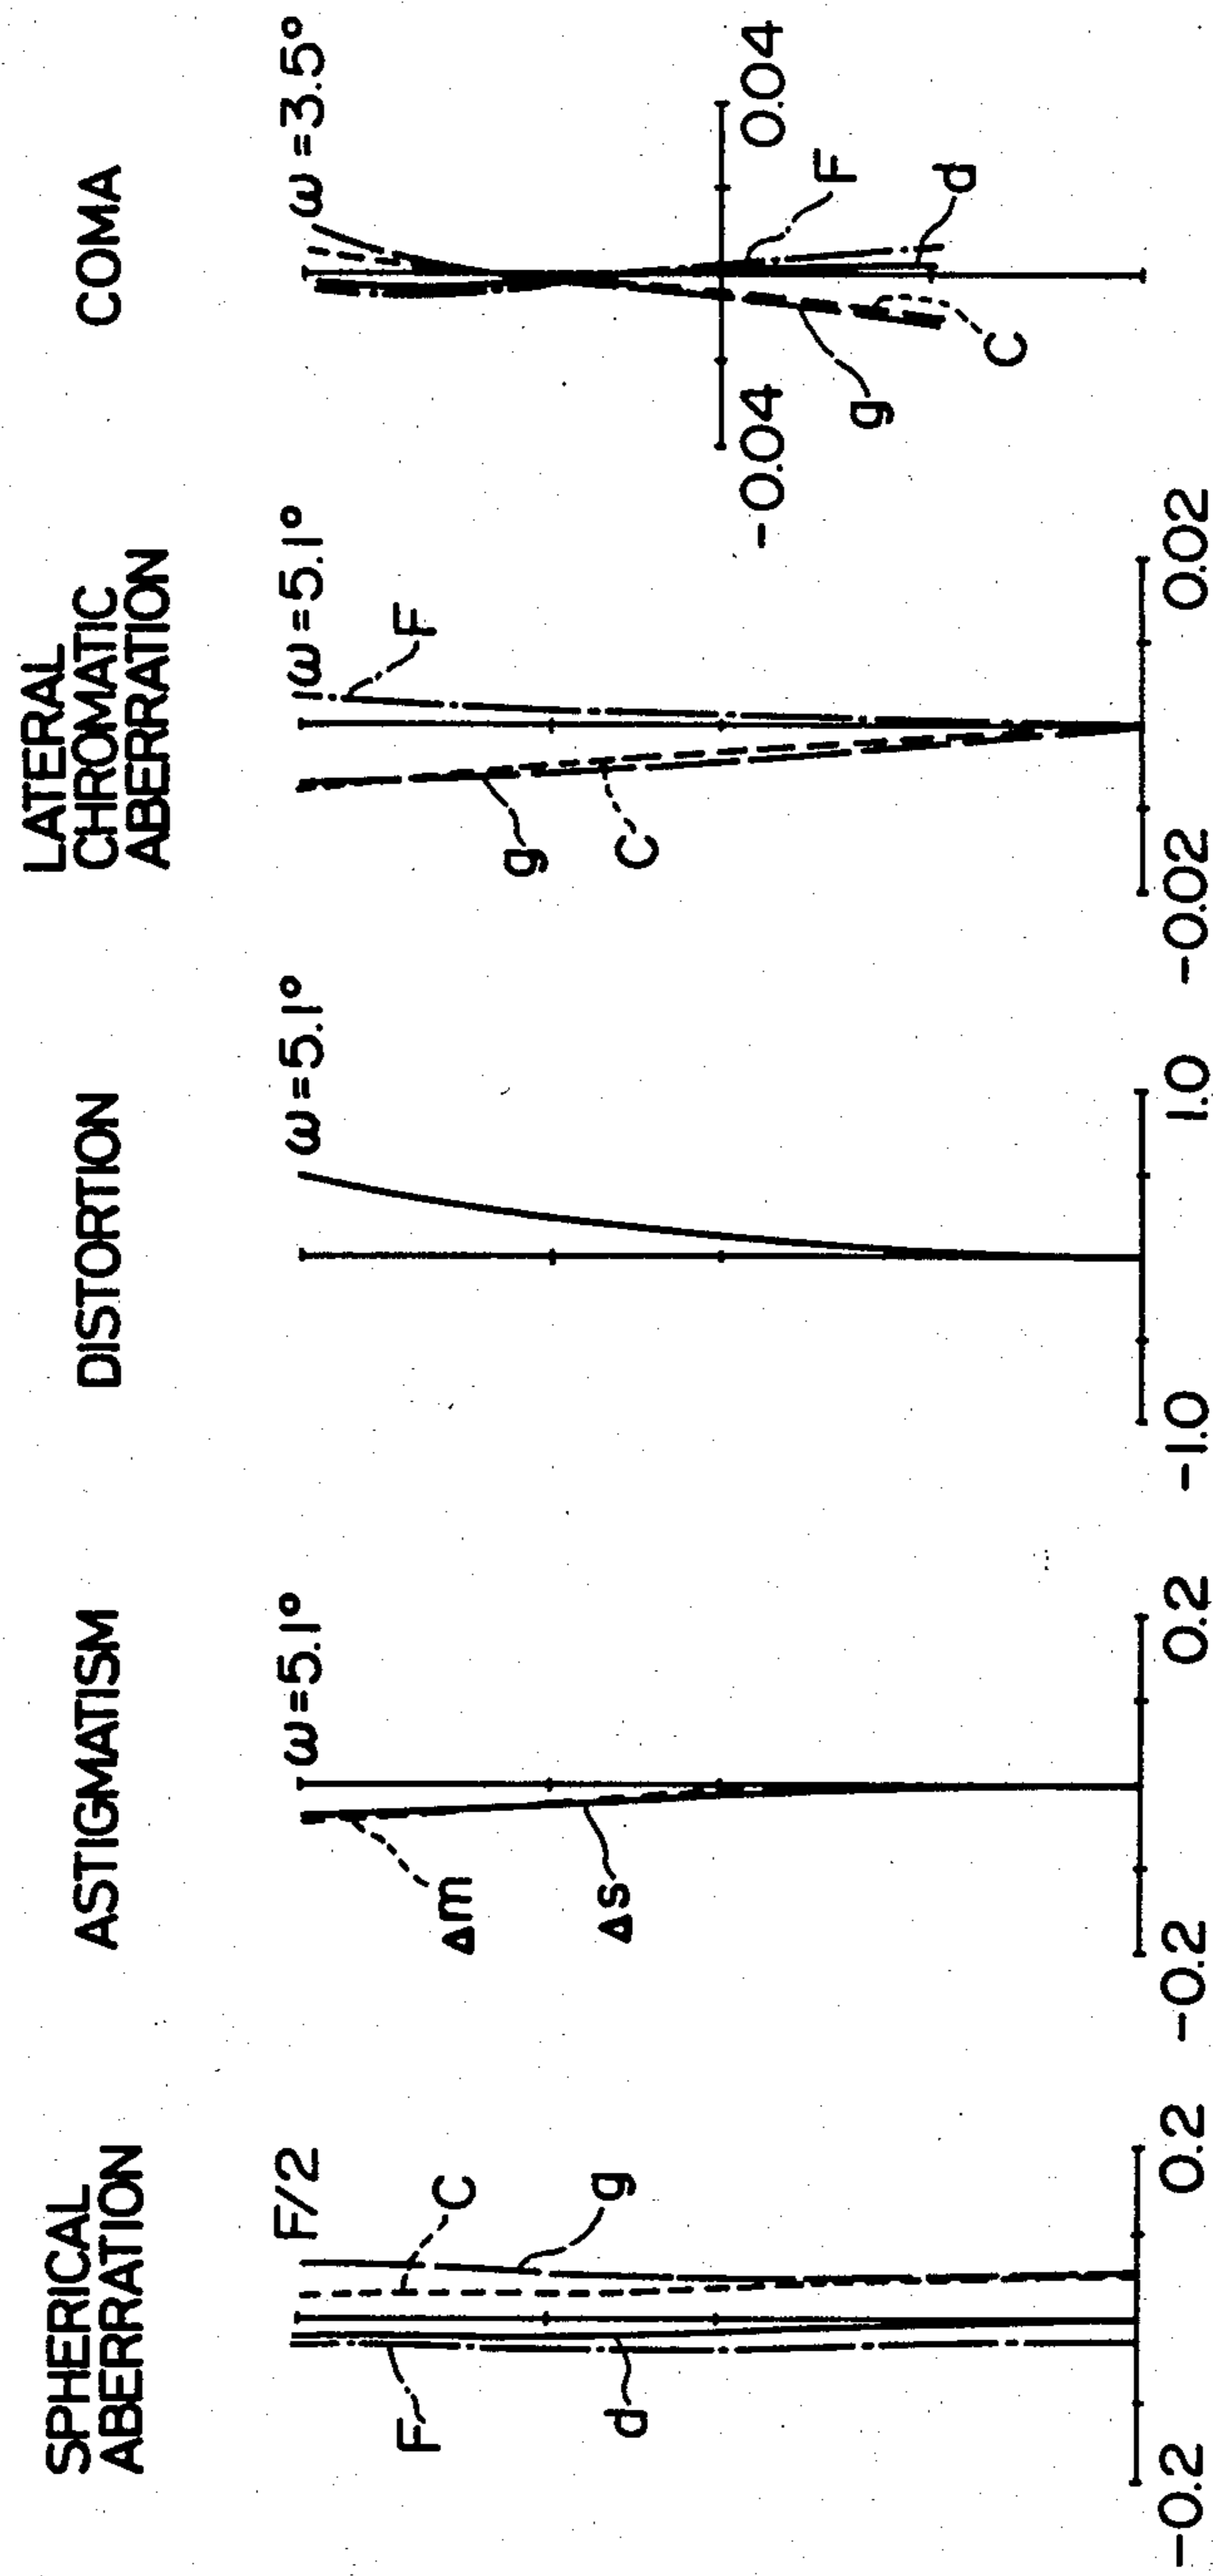 SPHERICAL
ABERRATION
F/2
F
C
g
d
-0.2
0.2
ASTIGMATISM
ω=5.1°
Δm
Δs
-0.2
0.2
DISTORTION
ω=5.1°
-1.0
1.0
LATERAL
CHROMATIC
ABERRATION
ω=5.1°
F
g
C
-0.02
0.02
COMA
ω=3.5°
-0.04
0.04
F
d
g
C